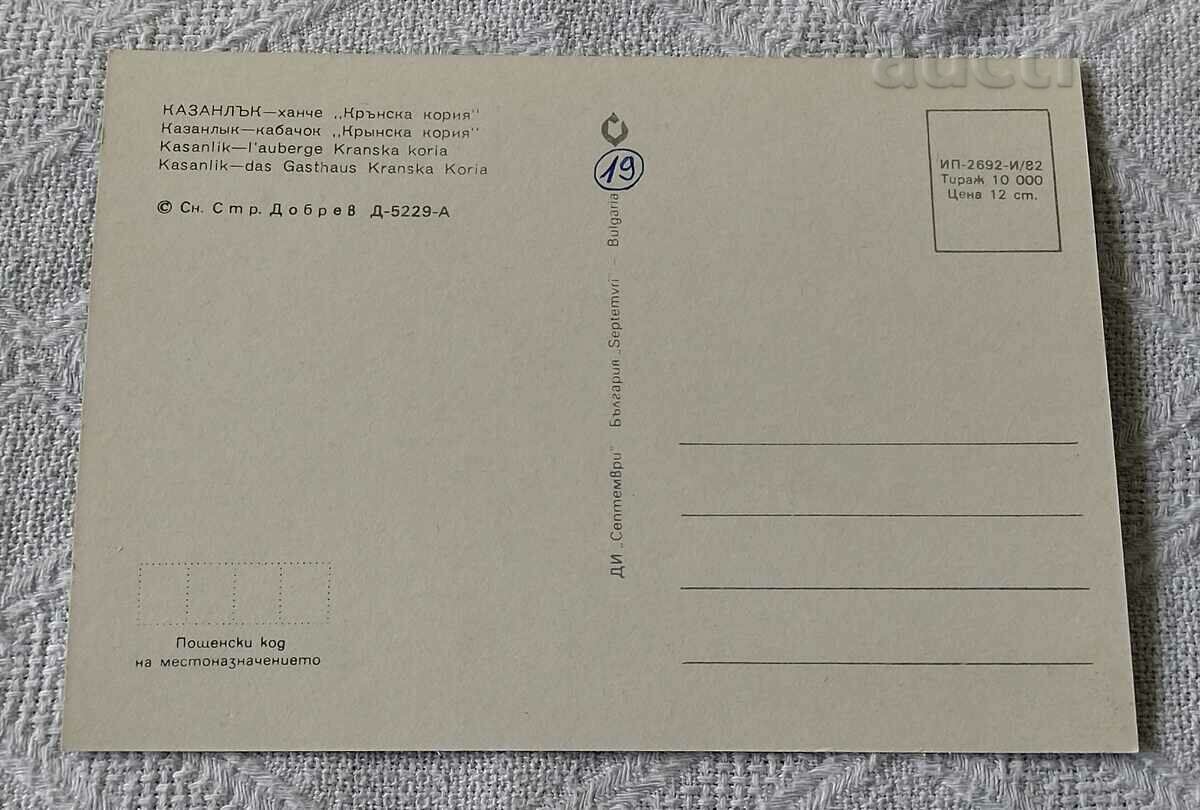 КАЗАНЛЪК—ханче „Крънска кория"
Казанлык—кабачок „Крынска кория"
Kasanlik—l'auberge Kranska koria
Kasanlik—das Gasthaus Kranska Koria
© Сн. Стр. Добрев Д-5229-А
19
ДИ „Септември" България „Septemvri" – Bulgaria
ИП-2692-И/82
Тираж 10 000
Цена 12 ст.
Пощенски код
на местоназначението
aucti